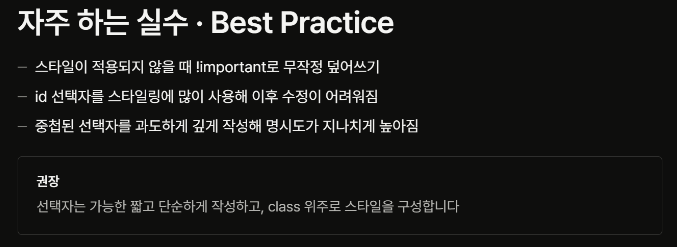 자주 하는 실수 · Best Practice
– 스타일이 적용되지 않을 때 !important로 무작정 덮어쓰기
– id 선택자를 스타일링에 많이 사용해 이후 수정이 어려워짐
– 중첩된 선택자를 과도하게 깊게 작성해 명시도가 지나치게 높아짐
권장
선택자는 가능한 짧고 단순하게 작성하고, class 위주로 스타일을 구성합니다